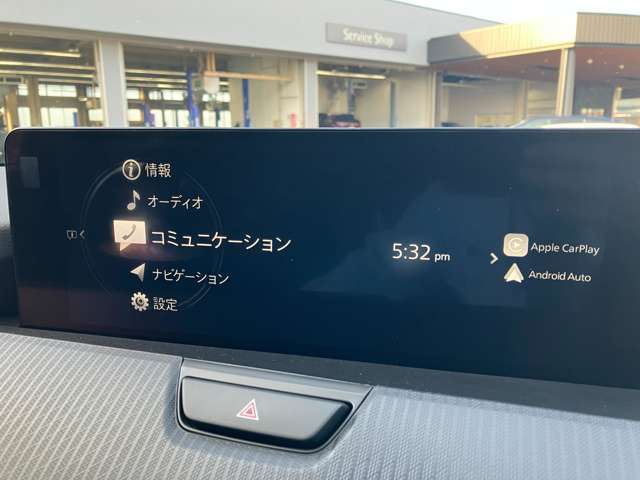 Service Shop
情報
オーディオ
コミュニケーション
ナビゲーション
設定
5:32 pm
Apple CarPlay
Android Auto